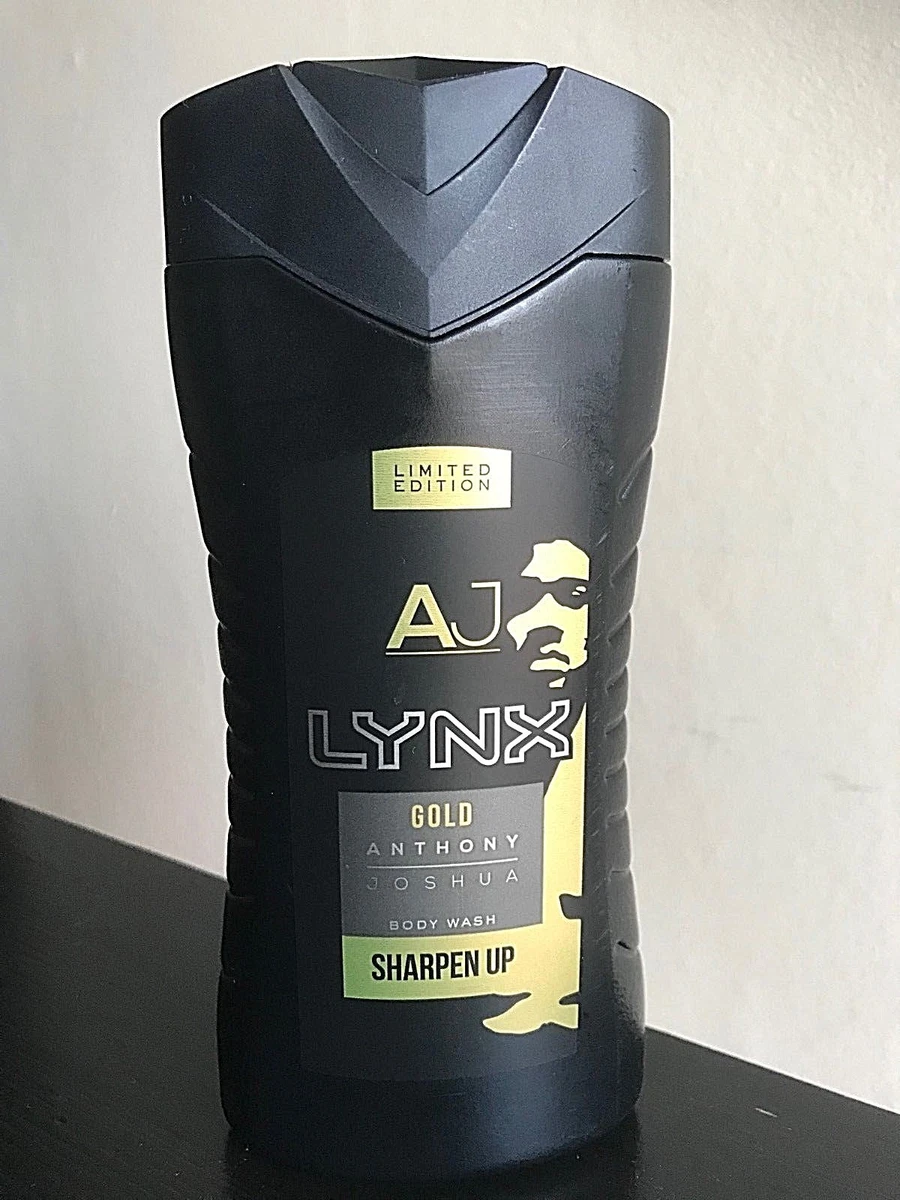 LIMITED
EDITION
AJ
LYNX
GOLD
ANTHONY
JOSHUA
BODY WASH
SHARPEN UP